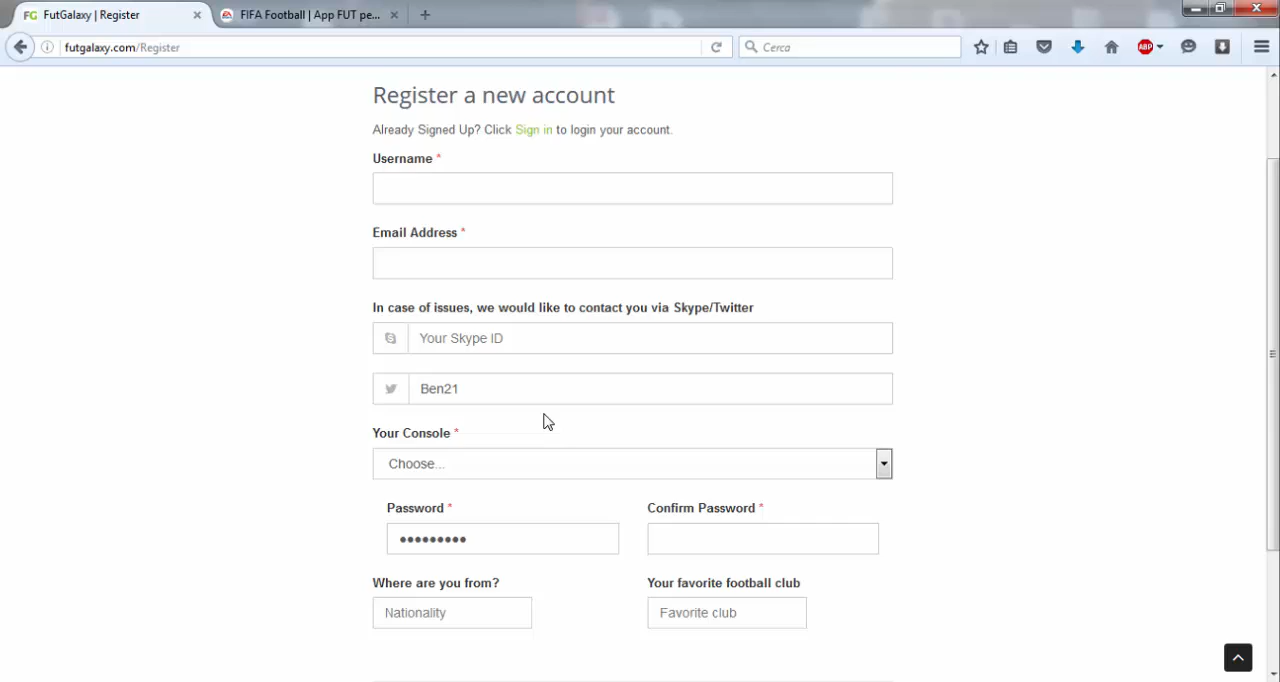 FG FutGalaxy | Register
FIFA Football | App FUT pe...
futgalaxy.com/Register
Cerca
ABP
Register a new account
Already Signed Up? Click Sign in to login your account.
Username *
Email Address *
In case of issues, we would like to contact you via Skype/Twitter
Your Skype ID
Ben21
Your Console *
Choose...
Password * Confirm Password *
•••••••••
Where are you from? Your favorite football club
Nationality Favorite club